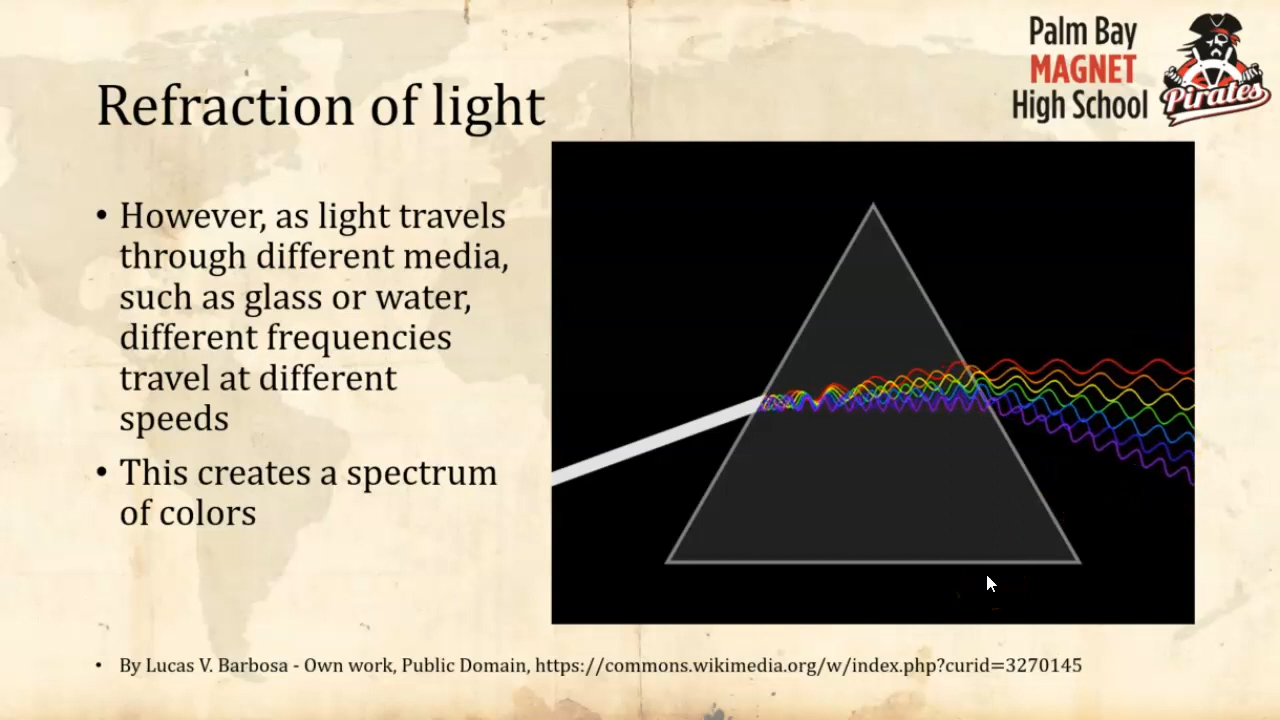 Palm Bay
MAGNET
High School
Pirates
Refraction of light
• However, as light travels
through different media,
such as glass or water,
different frequencies
travel at different
speeds
• This creates a spectrum
of colors
• By Lucas V. Barbosa - Own work, Public Domain, https://commons.wikimedia.org/w/index.php?curid=3270145